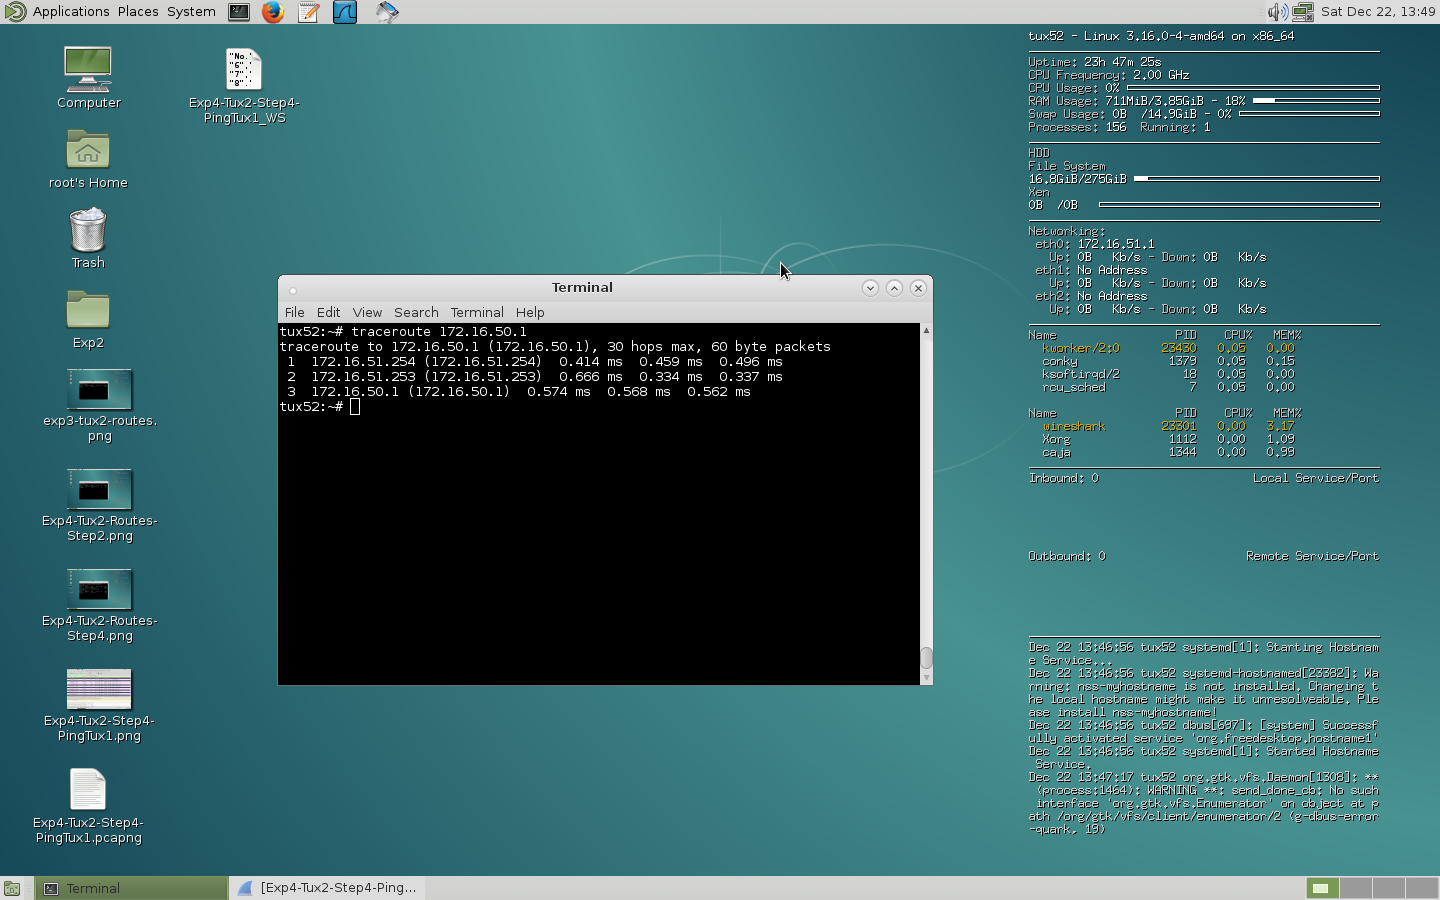 Applications Places System
Sat Dec 22, 13:49
Computer
root's Home
Trash
Exp2
exp3-tux2-routes.
png
Exp4-Tux2-Routes-
Step2.png
Exp4-Tux2-Routes-
Step4.png
Exp4-Tux2-Step4-
PingTux1.png
Exp4-Tux2-Step4-
PingTux1.pcapng
"No.
"6".
"7".
"8".
Exp4-Tux2-Step4-
PingTux1_WS
Terminal
File Edit View Search Terminal Help
tux52:~# traceroute 172.16.50.1
traceroute to 172.16.50.1 (172.16.50.1), 30 hops max, 60 byte packets
1 172.16.51.254 (172.16.51.254) 0.414 ms 0.459 ms 0.496 ms
2 172.16.51.253 (172.16.51.253) 0.666 ms 0.334 ms 0.337 ms
3 172.16.50.1 (172.16.50.1) 0.574 ms 0.568 ms 0.562 ms
tux52:~#
tux52 - Linux 3.16.0-4-amd64 on x86_64
Uptime: 23h 47m 25s
CPU Frequency: 2.00 GHz
CPU Usage: 0%
RAM Usage: 711MiB/3.85GiB - 18%
Swap Usage: 0B /14.9GiB - 0%
Processes: 156 Running: 1
HDD
File System
16.8GiB/275GiB
Xen
0B /0B
Networking:
eth0: 172.16.51.1
Up: 0B Kb/s - Down: 0B Kb/s
eth1: No Address
Up: 0B Kb/s - Down: 0B Kb/s
eth2: No Address
Up: 0B Kb/s - Down: 0B Kb/s
Name PID CPU% MEM%
kworker/2:0 23430 0.05 0.00
conky 1379 0.05 0.15
ksoftirqd/2 18 0.05 0.00
rcu_sched 7 0.05 0.00
Name PID CPU% MEM%
wireshark 23301 0.00 3.17
Xorg 1112 0.00 1.09
caja 1344 0.00 0.99
Inbound: 0 Local Service/Port
Outbound: 0 Remote Service/Port
Dec 22 13:46:56 tux52 systemd[1]: Starting Hostnam
e Service...
Dec 22 13:46:56 tux52 systemd-hostnamed[23382]: Wa
rning: nss-myhostname is not installed. Changing t
he local hostname might make it unresolveable. Ple
ase install nss-myhostname!
Dec 22 13:46:56 tux52 dbus[697]: [system] Successf
ully activated service 'org.freedesktop.hostname1'
Dec 22 13:46:56 tux52 systemd[1]: Started Hostname
Service.
Dec 22 13:47:17 tux52 org.gtk.vfs.Daemon[1308]: **
(process:1464): WARNING **: send_done_cb: No such
interface 'org.gtk.vfs.Enumerator' on object at p
ath /org/gtk/vfs/client/enumerator/2 (g-dbus-error
-quark, 19)
Terminal
[Exp4-Tux2-Step4-Ping...